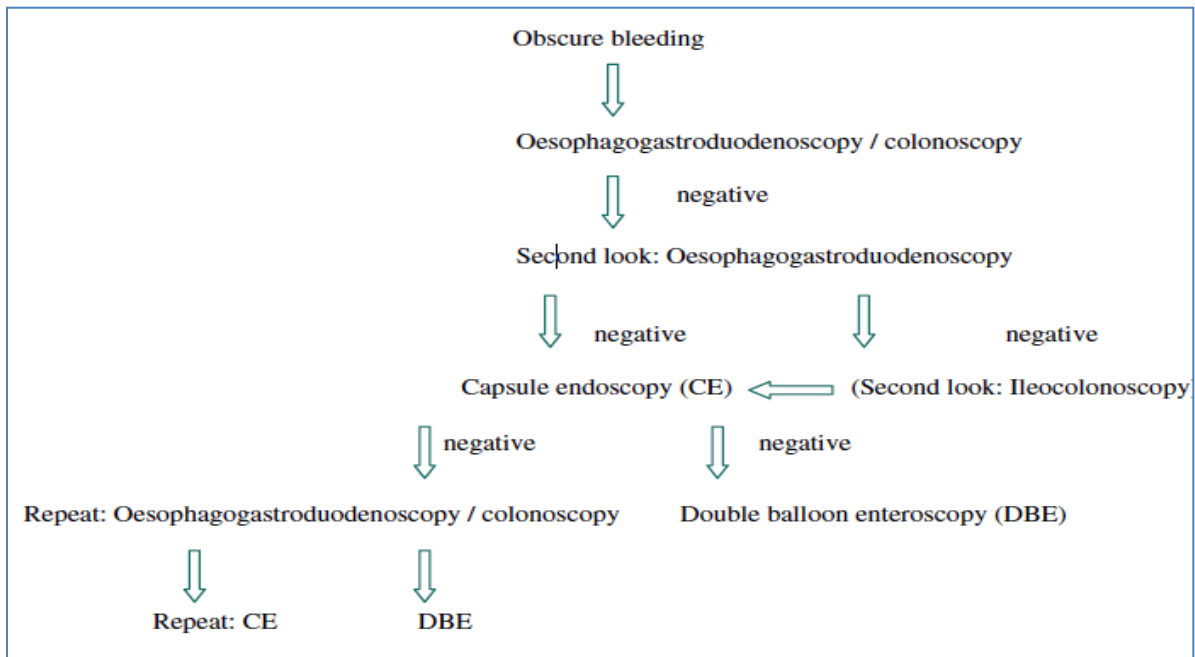 Obscure bleeding
Oesophagogastroduodenoscopy / colonoscopy
negative
Second look: Oesophagogastroduodenoscopy
negative negative
Capsule endoscopy (CE) (Second look: Ileocolonoscopy)
negative negative
Repeat: Oesophagogastroduodenoscopy / colonoscopy Double balloon enteroscopy (DBE)
Repeat: CE DBE